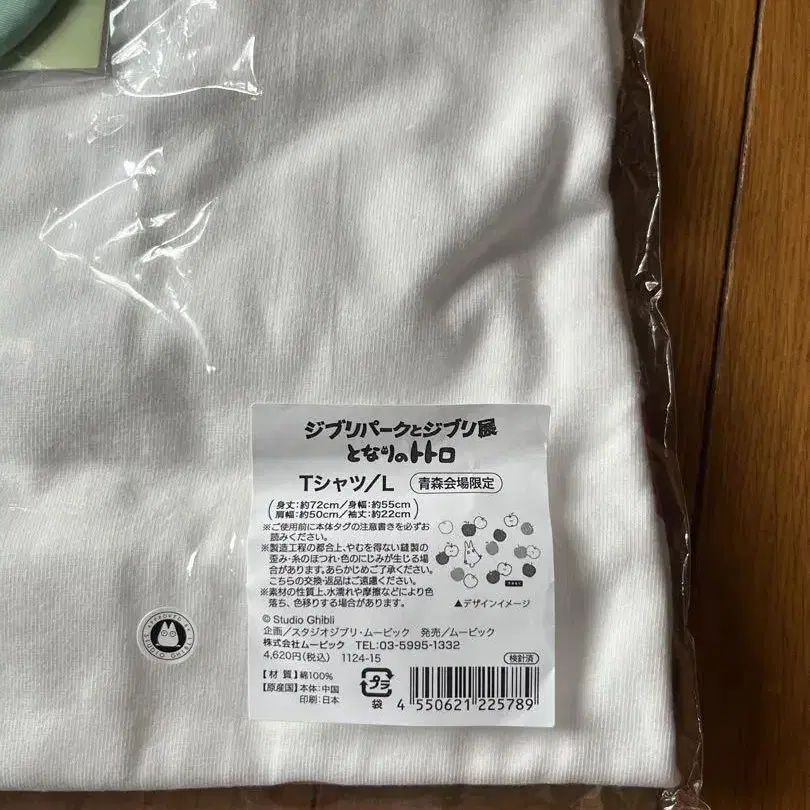 ジブリパークとジブリ展
となりのトトロ
Tシャツ/L 青森会場限定
(身丈:約72cm/身幅:約55cm
肩幅:約50cm/袖丈:約22cm)
※ご使用前に本体タグの注意書きを必ずお
読みください。
※製造工程の都合上、やむを得ない縫製の
歪み・糸のほつれ・色のにじみが生じる場
合があります。あらかじめご了承ください。
こちらの交換・返品はご遠慮ください。
※素材の性質上、水濡れや摩擦などにより色
落ち、色移りする場合があります。
▲デザインイメージ
© Studio Ghibli
企画/スタジオジブリ・ムービック 発売/ムービック
株式会社ムービック TEL:03-5995-1332
4,620円(税込) 1124-15
検針済
【材 質】綿100%
【原産国】本体:中国
印刷:日本
プラ
袋
4 550621 225789
APPROVED BY
STUDIO GHIBLI